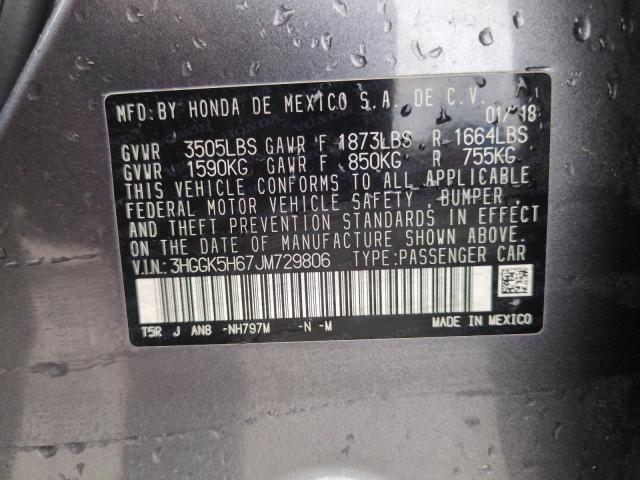 MFD. BY HONDA DE MEXICO S.A. DE C.V. 01/18
GVWR 3505LBS GAWR F 1873LBS R 1664LBS
GVWR 1590KG GAWR F 850KG R 755KG
THIS VEHICLE CONFORMS TO ALL APPLICABLE
FEDERAL MOTOR VEHICLE SAFETY BUMPER,
AND THEFT PREVENTION STANDARDS IN EFFECT
ON THE DATE OF MANUFACTURE SHOWN ABOVE.
V.I.N.:3HGGK5H67JM729806 TYPE:PASSENGER CAR
T5R J AN8 -NH797M -N -M MADE IN MEXICO